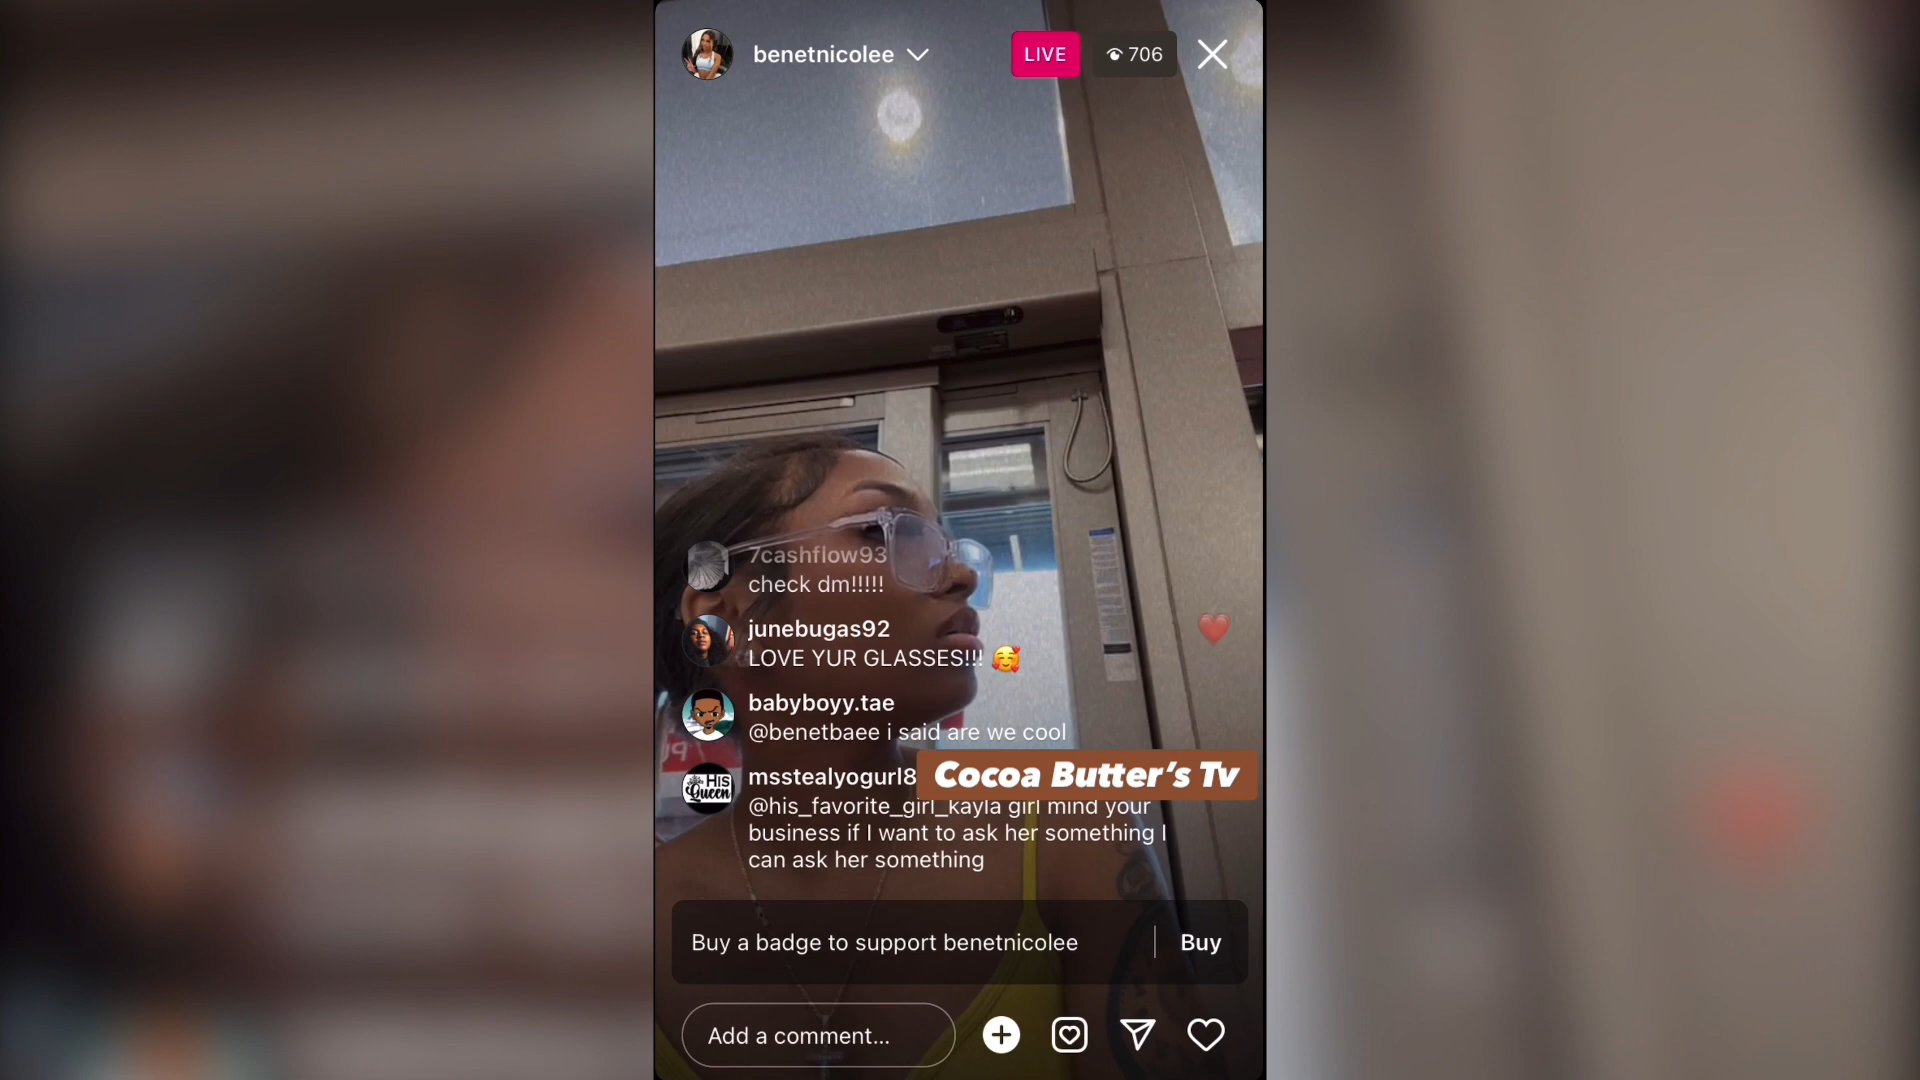 benetnicolee
LIVE
706
7cashflow93
check dm!!!!!
junebugas92
LOVE YUR GLASSES!!! 🥰
babyboyy.tae
@benetbaee i said are we cool
HIS
Queen
msstealyogurl8
Cocoa Butter's Tv
@his_favorite_girl_kayla girl mind your
business if I want to ask her something I
can ask her something
Buy a badge to support benetnicolee
Buy
Add a comment...